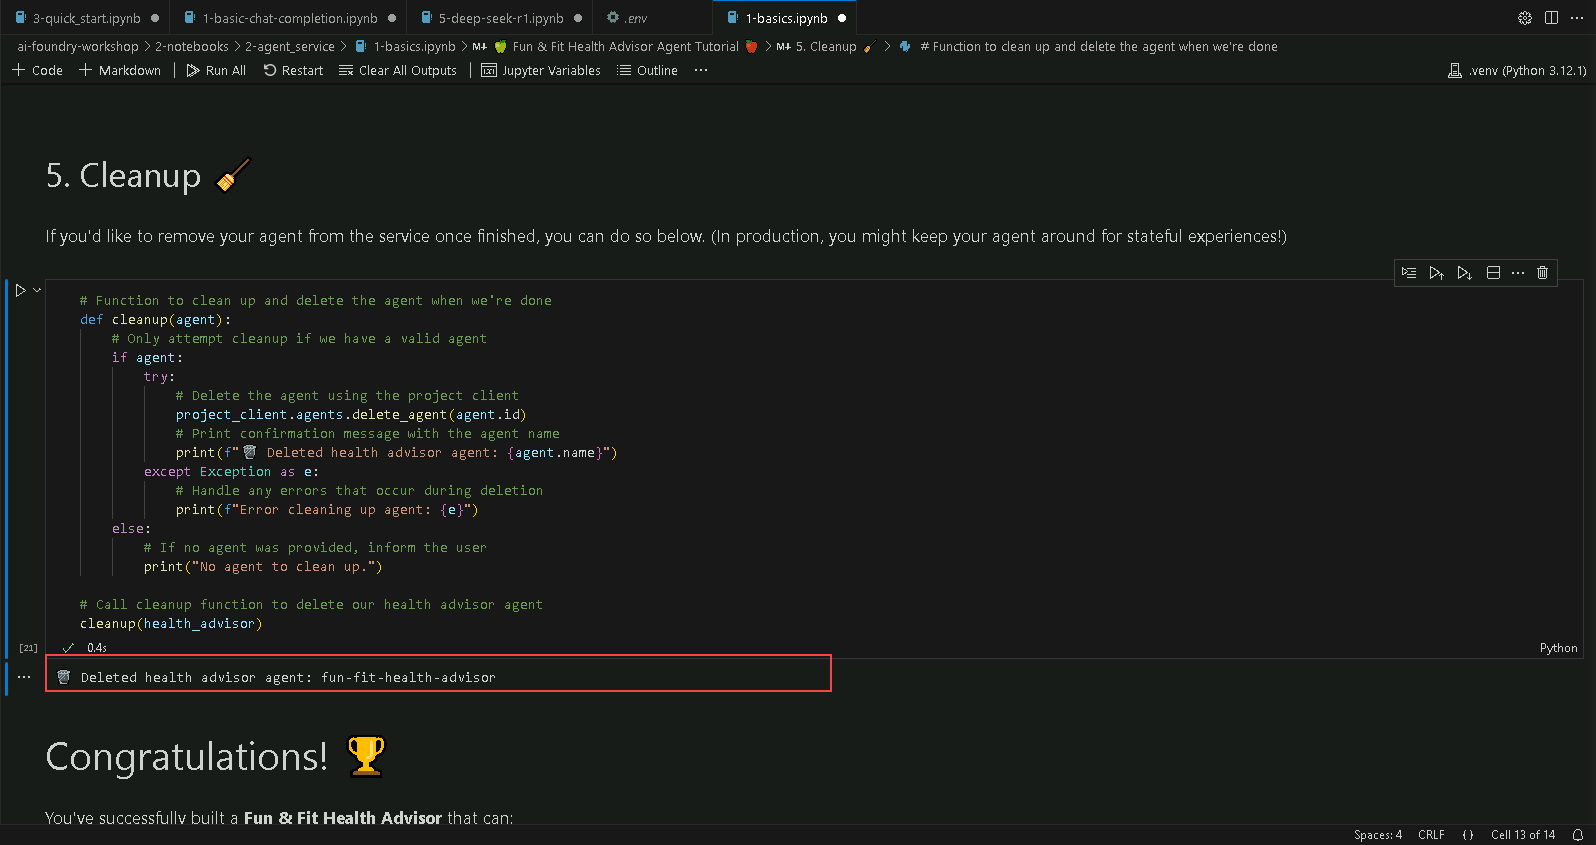 3-quick_start.ipynb 1-basic-chat-completion.ipynb 5-deep-seek-r1.ipynb .env 1-basics.ipynb
ai-foundry-workshop > 2-notebooks > 2-agent_service > 1-basics.ipynb > M↓ 🍏 Fun & Fit Health Advisor Agent Tutorial 🍎 > M↓ 5. Cleanup 🧹 > # Function to clean up and delete the agent when we're done
+ Code + Markdown Run All Restart Clear All Outputs Jupyter Variables Outline ··· .venv (Python 3.12.1)
5. Cleanup 🧹
If you'd like to remove your agent from the service once finished, you can do so below. (In production, you might keep your agent around for stateful experiences!)
# Function to clean up and delete the agent when we're done
def cleanup(agent):
# Only attempt cleanup if we have a valid agent
if agent:
try:
# Delete the agent using the project client
project_client.agents.delete_agent(agent.id)
# Print confirmation message with the agent name
print(f"🗑️ Deleted health advisor agent: {agent.name}")
except Exception as e:
# Handle any errors that occur during deletion
print(f"Error cleaning up agent: {e}")
else:
# If no agent was provided, inform the user
print("No agent to clean up.")
# Call cleanup function to delete our health advisor agent
cleanup(health_advisor)
[21] ✓ 0.4s Python
🗑️ Deleted health advisor agent: fun-fit-health-advisor
Congratulations! 🏆
You've successfully built a Fun & Fit Health Advisor that can:
Spaces: 4 CRLF {} Cell 13 of 14